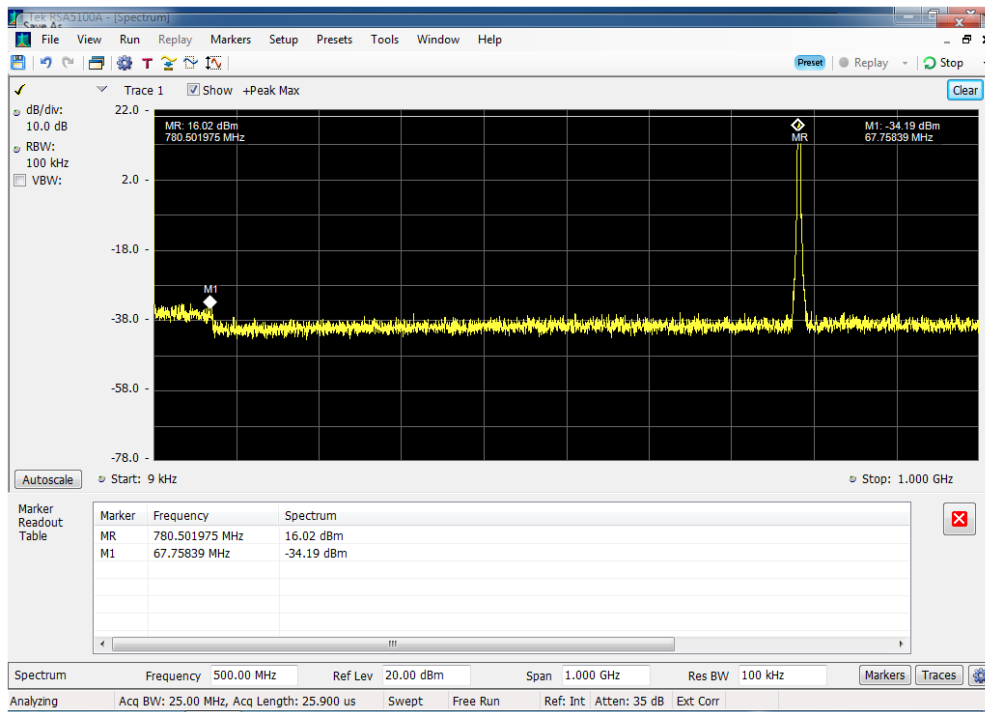 Tek RSA5100A - [Spectrum]
Save As
File View Run Replay Markers Setup Presets Tools Window Help
T Preset Replay Stop
Trace 1 Show +Peak Max Clear
dB/div:
10.0 dB
RBW:
100 kHz
VBW:
22.0
2.0
-18.0
-38.0
-58.0
-78.0
MR: 16.02 dBm
780.501975 MHz
MR
M1: -34.19 dBm
67.75839 MHz
M1
Autoscale Start: 9 kHz Stop: 1.000 GHz
Marker
Readout
Table
Marker Frequency Spectrum
MR 780.501975 MHz 16.02 dBm
M1 67.75839 MHz -34.19 dBm
Spectrum Frequency 500.00 MHz Ref Lev 20.00 dBm Span 1.000 GHz Res BW 100 kHz Markers Traces
Analyzing Acq BW: 25.00 MHz, Acq Length: 25.900 us Swept Free Run Ref: Int Atten: 35 dB Ext Corr